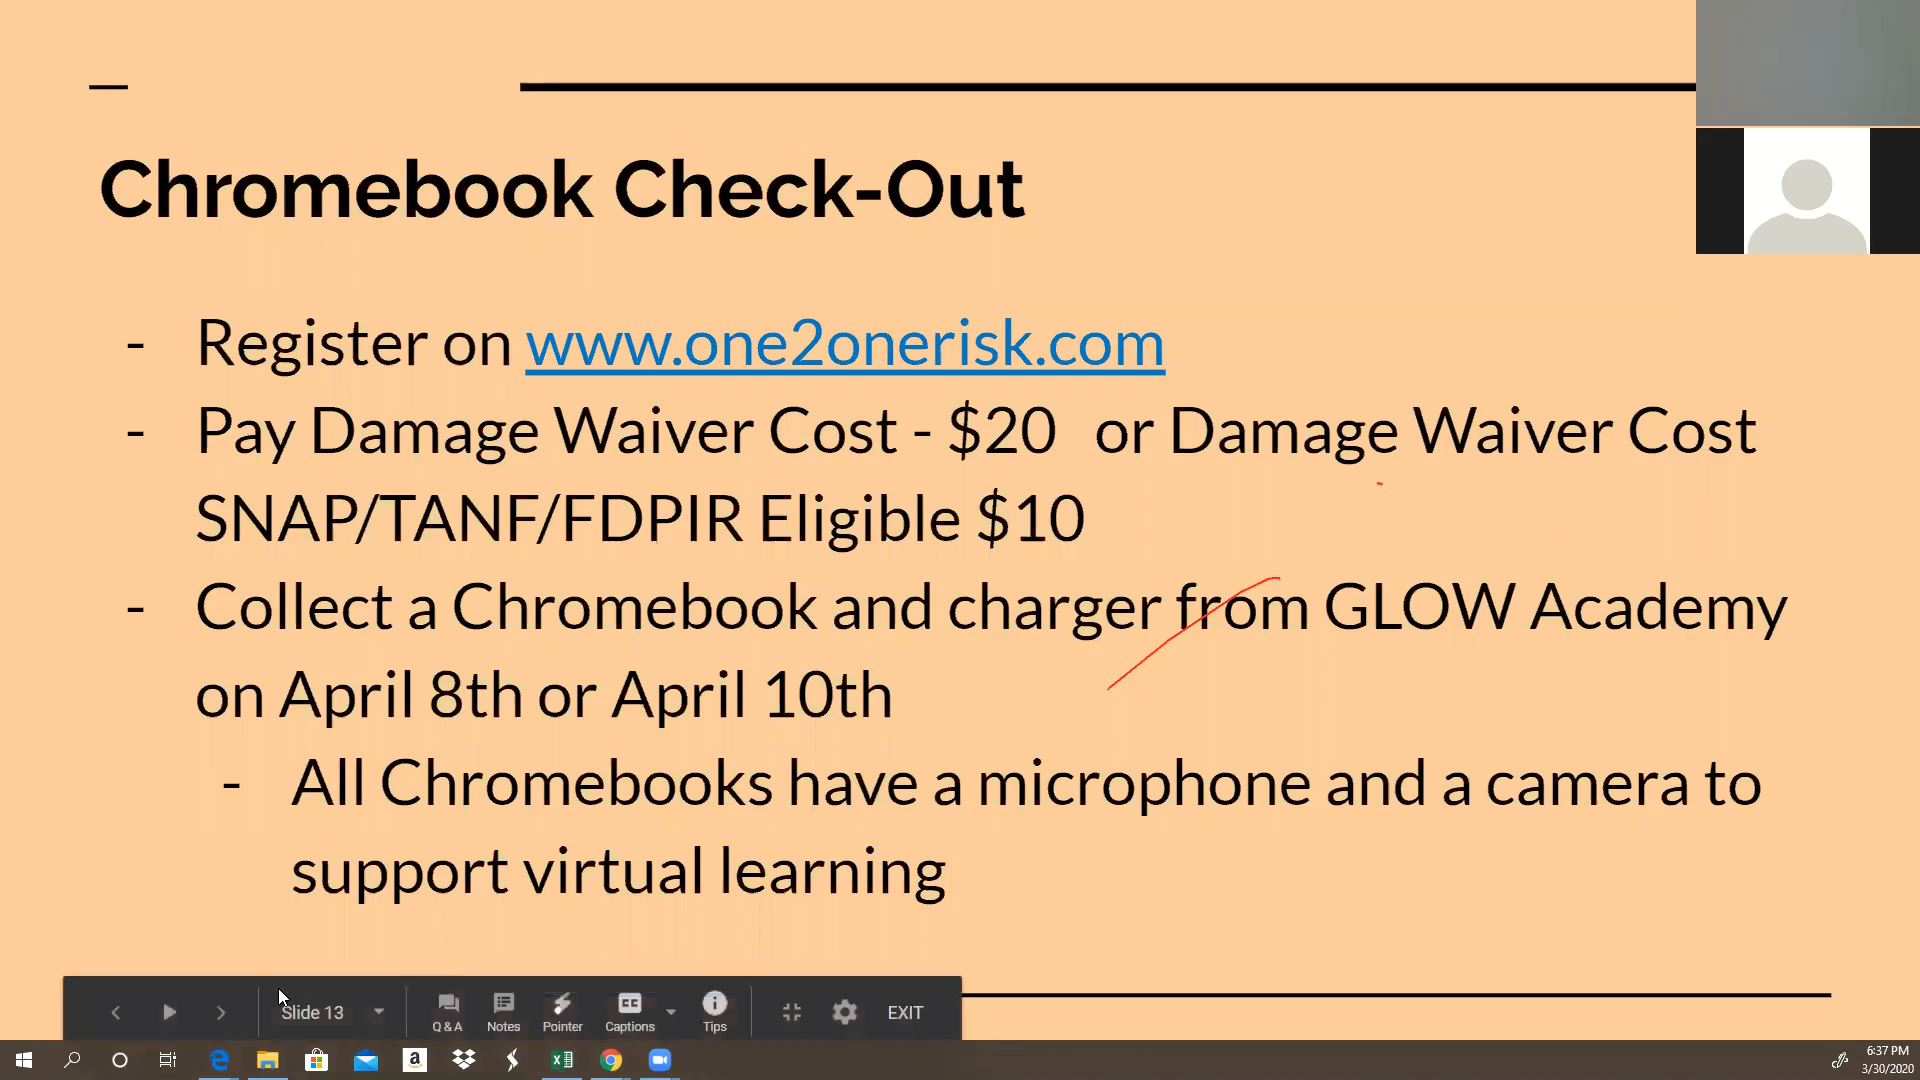 Chromebook Check-Out
- Register on www.one2onerisk.com
- Pay Damage Waiver Cost - $20 or Damage Waiver Cost
SNAP/TANF/FDPIR Eligible $10
- Collect a Chromebook and charger from GLOW Academy
on April 8th or April 10th
- All Chromebooks have a microphone and a camera to
support virtual learning
Slide 13 Q & A Notes Pointer CC Captions Tips EXIT
a
6:37 PM
3/30/2020